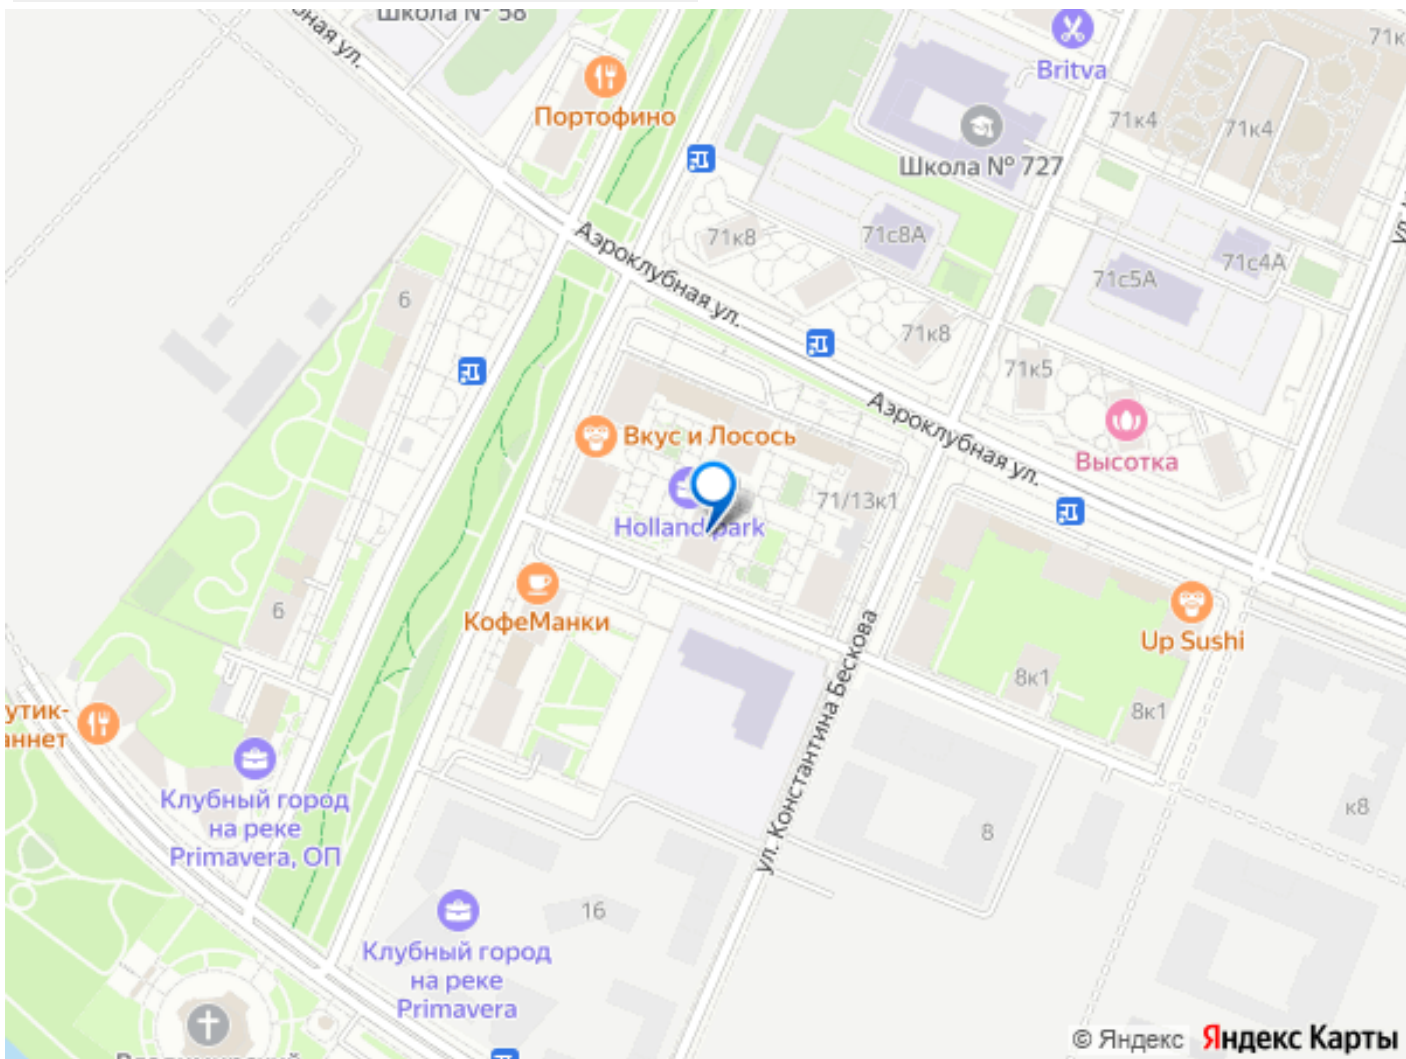 Школа № 58
Britva
Портофино
71к4
71к4
Школа № 727
71к8
71с8А
71с4А
71с5А
Аэроклубная ул.
6
71к8
71к5
Аэроклубная ул.
Вкус и Лосось
Высотка
71/13к1
Holland park
КофеМанки
6
Up Sushi
ул. Константина Бескова
8к1
8к1
Клубный город
на реке
Primavera, ОП
к8
8
16
Клубный город
на реке
Primavera
© Яндекс Яндекс Карты